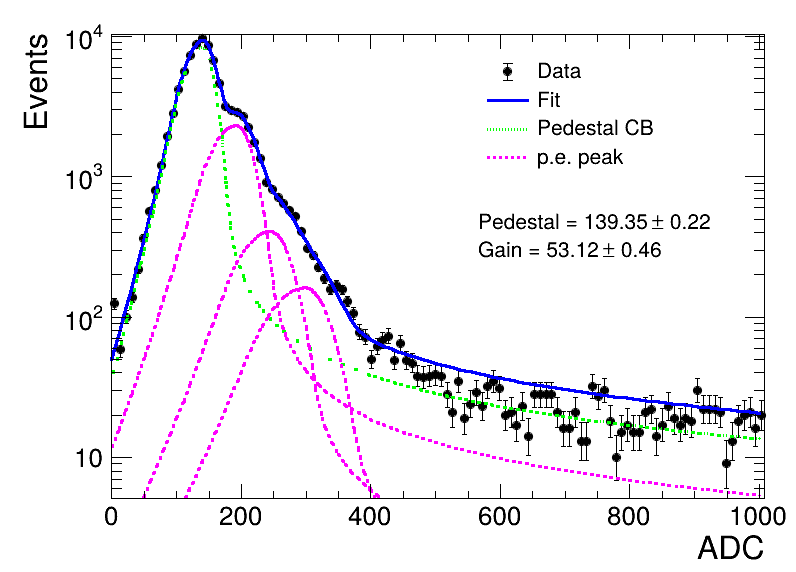 Events
10⁴
10³
10²
10
Data
Fit
Pedestal CB
p.e. peak
Pedestal = 139.35 ± 0.22
Gain = 53.12 ± 0.46
0 200 400 600 800 1000
ADC